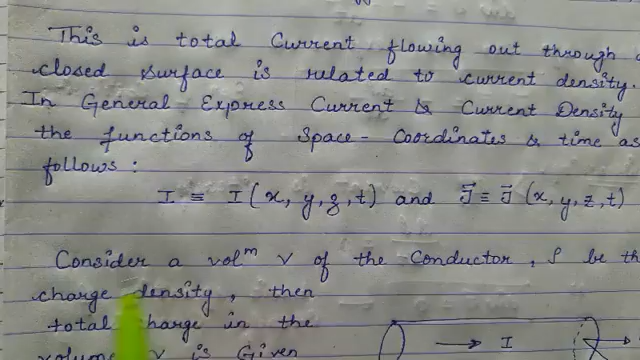 This is total Current flowing out through a
closed surface is related to current density.
In General Express Current & Current Density
the functions of Space-Coordinates & time as
follows:
I ≡ I(x, y, z, t) and J⃗ ≡ J⃗ (x, y, z, t)
Consider a volᵐ V of the Conductor, ρ be th
charge density, then
total charge in the
volume V is Given
I